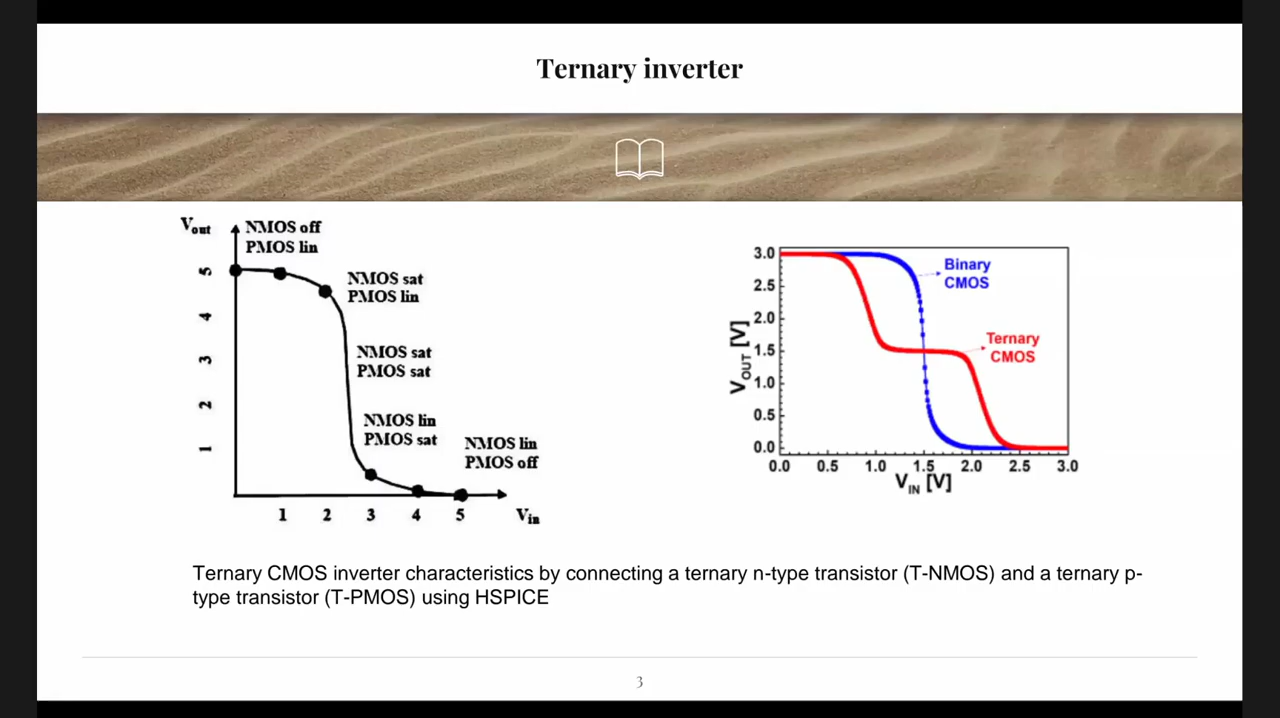 Ternary inverter
V_out
NMOS off
PMOS lin
NMOS sat
PMOS lin
NMOS sat
PMOS sat
NMOS lin
PMOS sat
NMOS lin
PMOS off
5
4
3
2
1
1 2 3 4 5 V_in
V_OUT [V]
3.0
2.5
2.0
1.5
1.0
0.5
0.0
Binary
CMOS
Ternary
CMOS
0.0 0.5 1.0 1.5 2.0 2.5 3.0
V_IN [V]
Ternary CMOS inverter characteristics by connecting a ternary n-type transistor (T-NMOS) and a ternary p-
type transistor (T-PMOS) using HSPICE
3